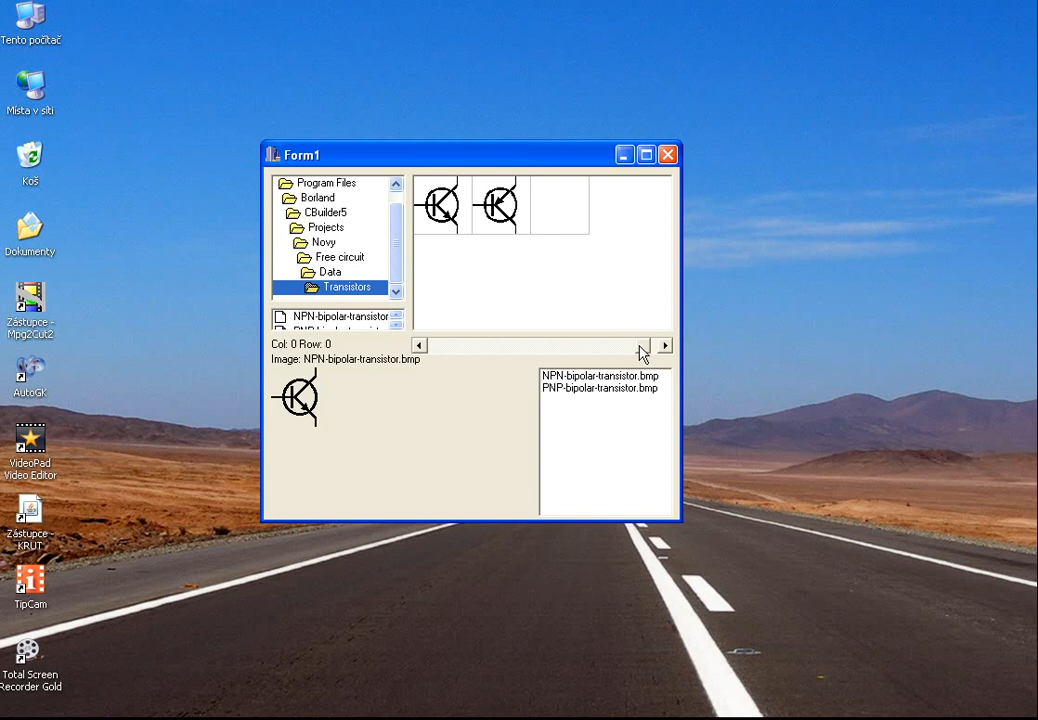 Tento počítač
Místa v síti
Koš
Dokumenty
Zástupce -
Mpg2Cut2
AutoGK
VideoPad
Video Editor
Zástupce -
KRUT
TipCam
Total Screen
Recorder Gold
Form1
Program Files
Borland
CBuilder5
Projects
Novy
Free circuit
Data
Transistors
NPN-bipolar-transistor
Col: 0 Row: 0
Image: NPN-bipolar-transistor.bmp
NPN-bipolar-transistor.bmp
PNP-bipolar-transistor.bmp